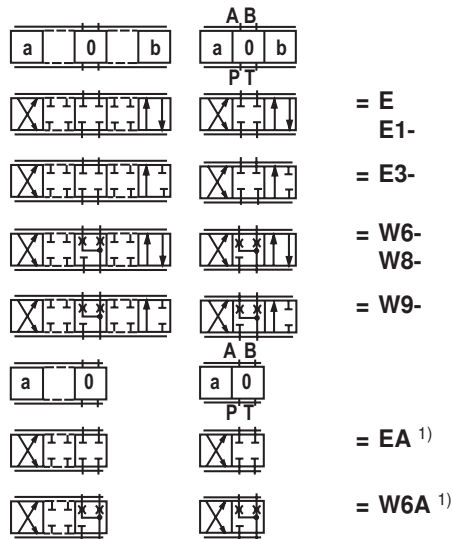 A B
a 0 b a 0 b
P T
= E
E1-
= E3-
= W6-
W8-
= W9-
A B
a 0 a 0
P T
= EA 1)
= W6A 1)